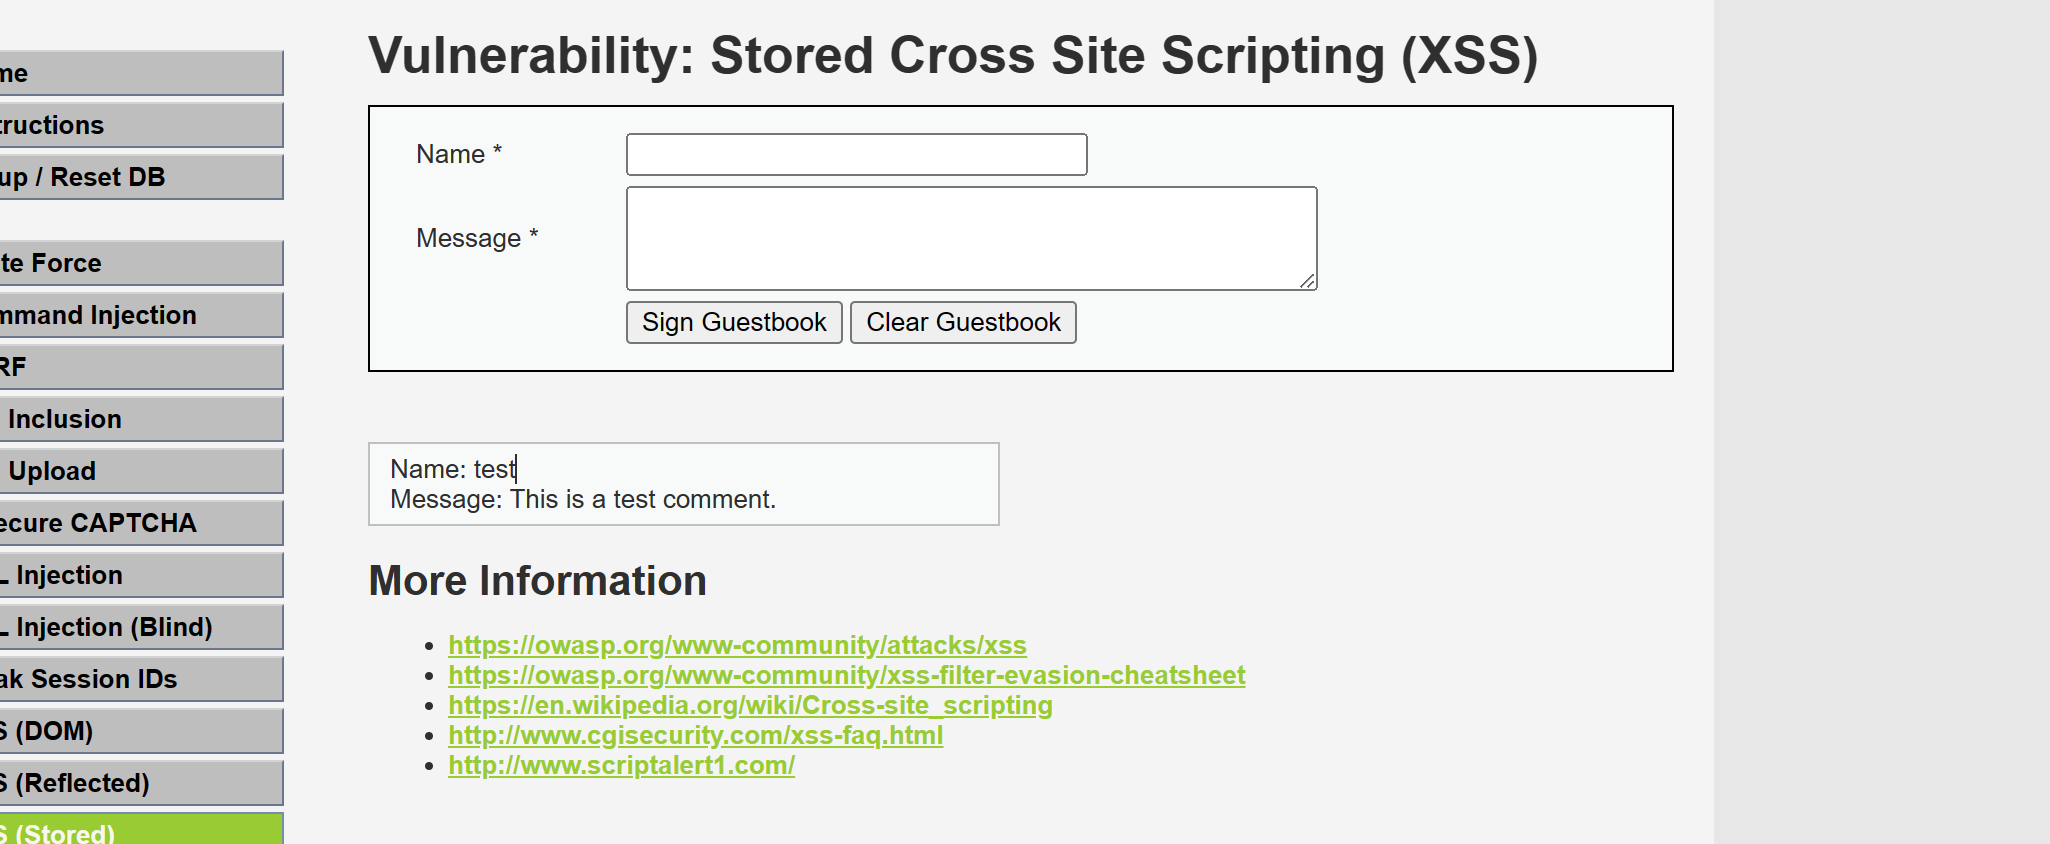 me
tructions
up / Reset DB
te Force
mmand Injection
RF
Inclusion
Upload
ecure CAPTCHA
L Injection
L Injection (Blind)
ak Session IDs
S (DOM)
S (Reflected)
S (Stored)
Vulnerability: Stored Cross Site Scripting (XSS)
Name *
Message *
Sign Guestbook Clear Guestbook
Name: test
Message: This is a test comment.
More Information
https://owasp.org/www-community/attacks/xss
https://owasp.org/www-community/xss-filter-evasion-cheatsheet
https://en.wikipedia.org/wiki/Cross-site_scripting
http://www.cgisecurity.com/xss-faq.html
http://www.scriptalert1.com/